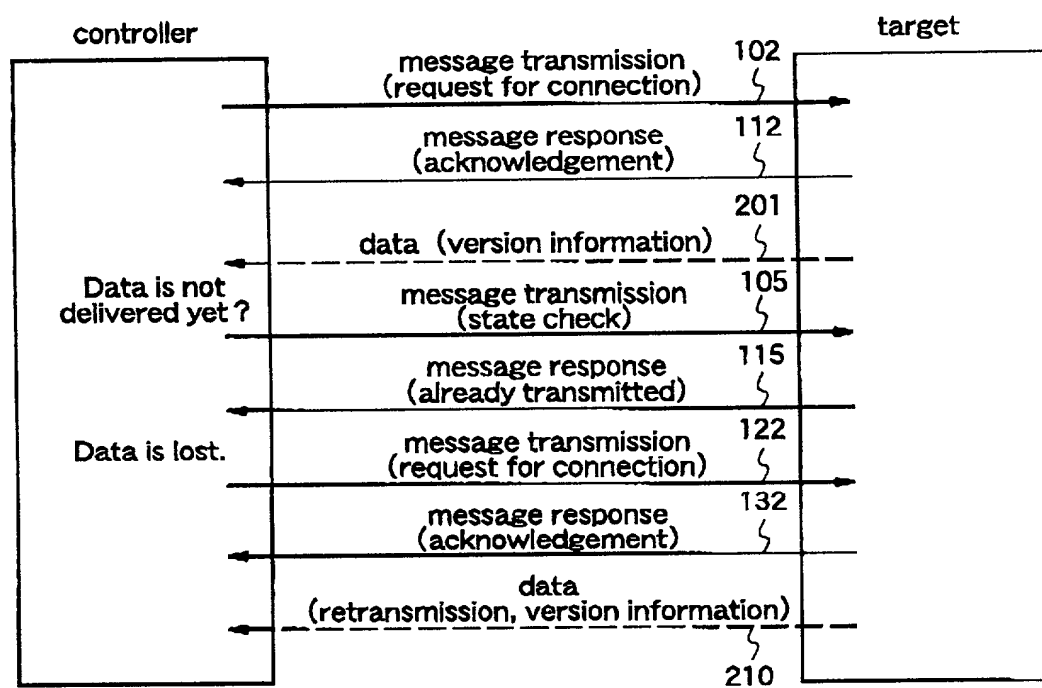 controller
target
message transmission
(request for connection)
102
message response
(acknowledgement)
112
data (version information)
201
Data is not
delivered yet ?
message transmission
(state check)
105
message response
(already transmitted)
115
Data is lost.
message transmission
(request for connection)
122
message response
(acknowledgement)
132
data
(retransmission, version information)
210